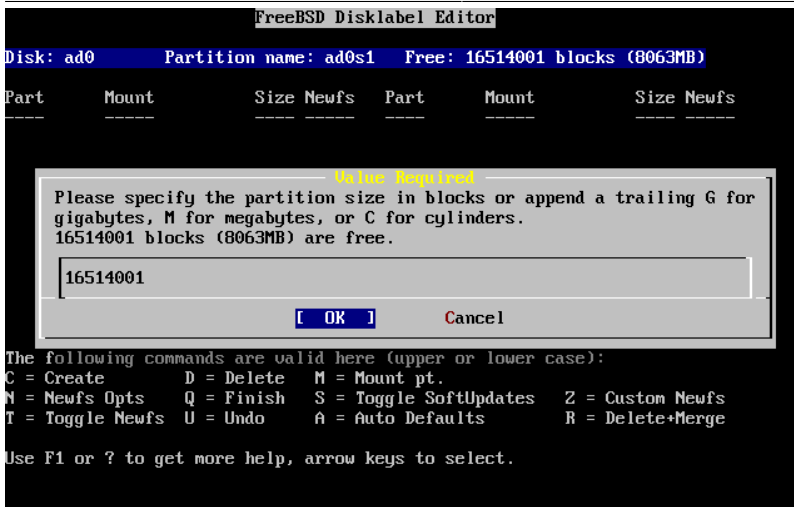 FreeBSD Disklabel Editor
Disk: ad0 Partition name: ad0s1 Free: 16514001 blocks (8063MB)
Part Mount Size Newfs Part Mount Size Newfs
---- ----- ---- ----- ---- ----- ---- -----
Value Required
Please specify the partition size in blocks or append a trailing G for
gigabytes, M for megabytes, or C for cylinders.
16514001 blocks (8063MB) are free.
16514001
[ OK ] Cancel
The following commands are valid here (upper or lower case):
C = Create D = Delete M = Mount pt.
N = Newfs Opts Q = Finish S = Toggle SoftUpdates Z = Custom Newfs
T = Toggle Newfs U = Undo A = Auto Defaults R = Delete+Merge
Use F1 or ? to get more help, arrow keys to select.